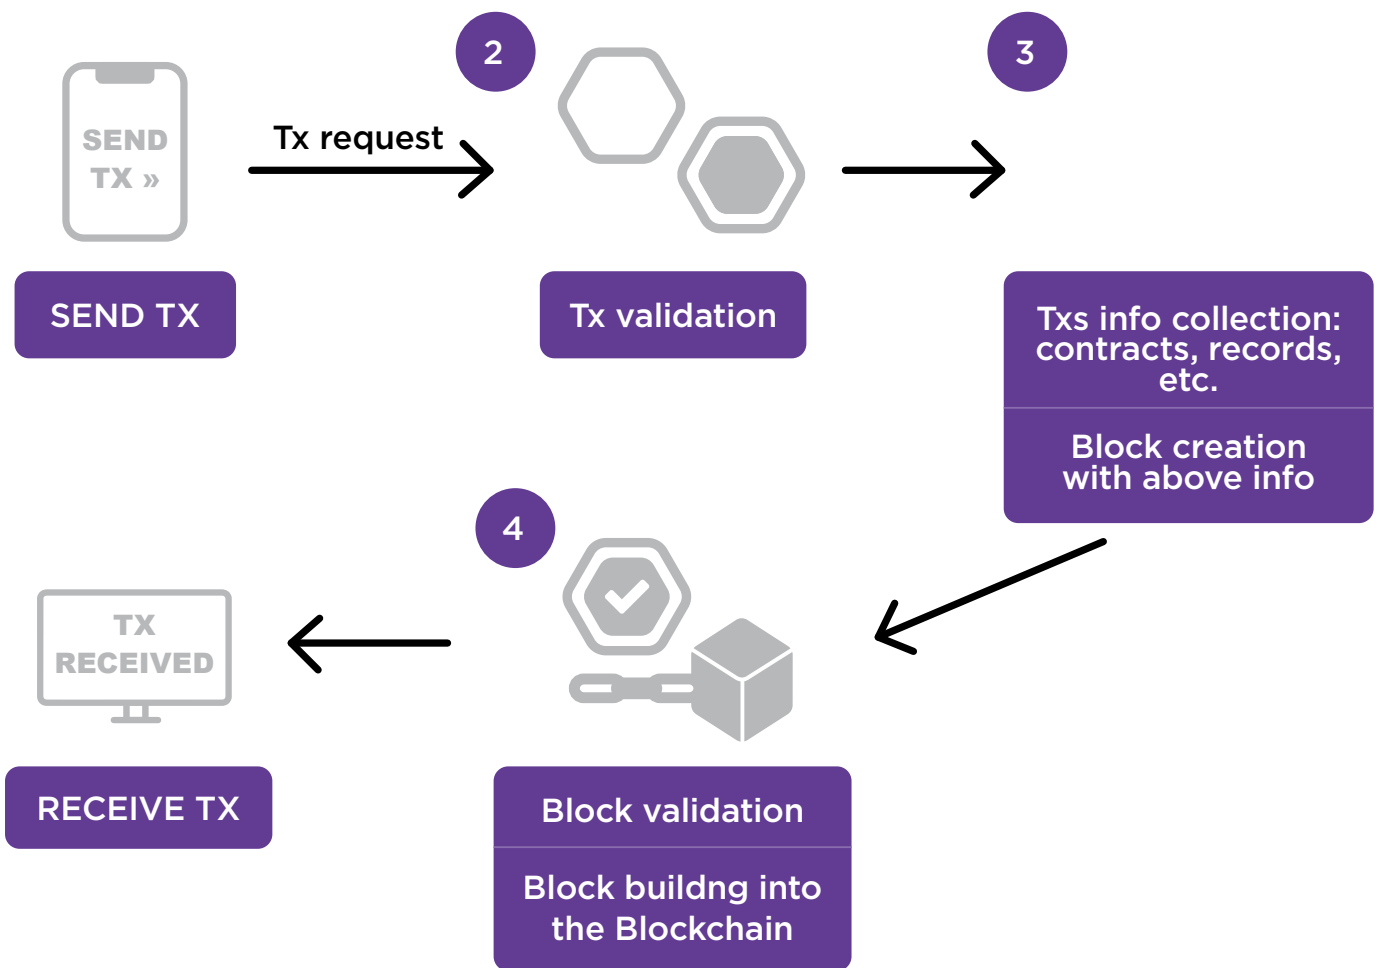 2
3
SEND
TX »
Tx request
SEND TX
Tx validation
Txs info collection:
contracts, records,
etc.
Block creation
with above info
4
TX
RECEIVED
RECEIVE TX
Block validation
Block buildng into
the Blockchain